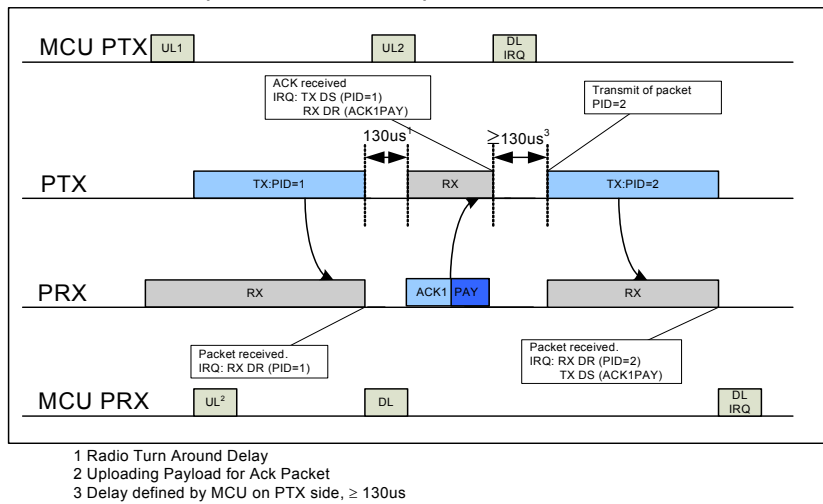 MCU PTX
UL1
UL2
DL
IRQ
ACK received
IRQ: TX DS (PID=1)
RX DR (ACK1PAY)
Transmit of packet
PID=2
130us1
≥130us3
PTX
TX:PID=1
RX
TX:PID=2
PRX
RX
ACK1 PAY
RX
Packet received.
IRQ: RX DR (PID=1)
Packet received.
IRQ: RX DR (PID=2)
TX DS (ACK1PAY)
MCU PRX
UL2
DL
DL
IRQ
1 Radio Turn Around Delay
2 Uploading Payload for Ack Packet
3 Delay defined by MCU on PTX side, ≥ 130us